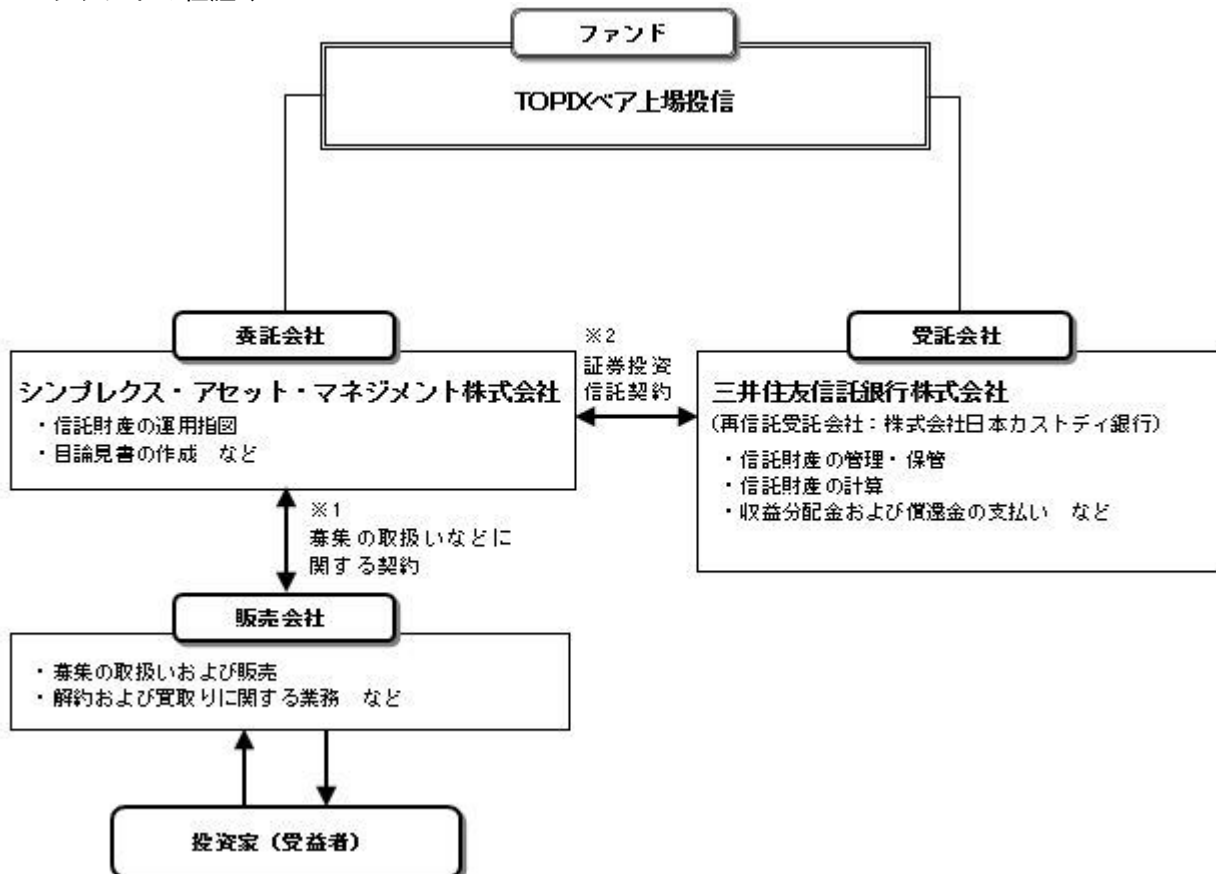 ファンド
TOPIXベア上場投信
委託会社
シンプレクス・アセット・マネジメント株式会社
・信託財産の運用指図
・目論見書の作成 など
※2
証券投資
信託契約
受託会社
三井住友信託銀行株式会社
(再信託受託会社:株式会社日本カストディ銀行)
・信託財産の管理・保管
・信託財産の計算
・収益分配金および償還金の支払い など
※1
募集の取扱いなどに
関する契約
販売会社
・募集の取扱いおよび販売
・解約および買取りに関する業務 など
投資家(受益者)